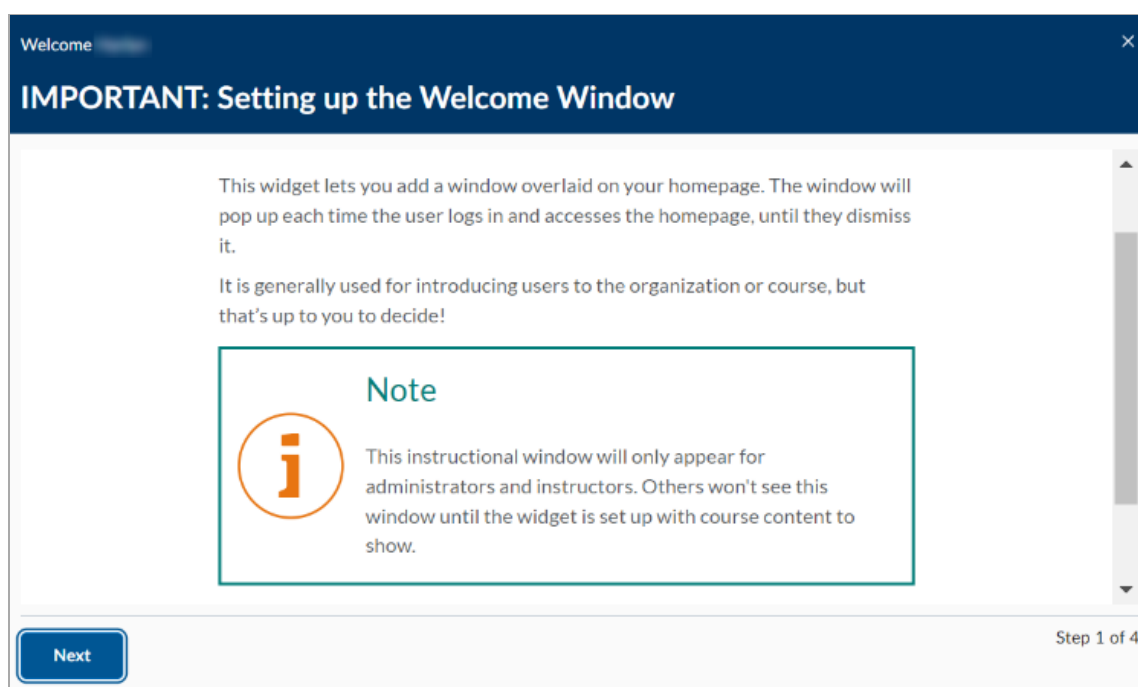 Welcome
IMPORTANT: Setting up the Welcome Window
This widget lets you add a window overlaid on your homepage. The window will
pop up each time the user logs in and accesses the homepage, until they dismiss
it.
It is generally used for introducing users to the organization or course, but
that’s up to you to decide!
Note
This instructional window will only appear for
administrators and instructors. Others won't see this
window until the widget is set up with course content to
show.
Next
Step 1 of 4